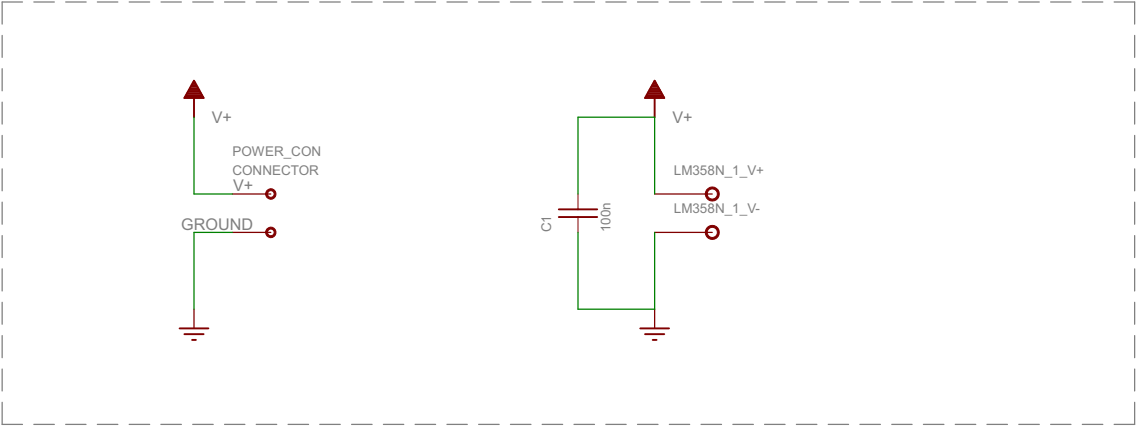 V+
POWER_CON
CONNECTOR
V+
GROUND
V+
LM358N_1_V+
LM358N_1_V-
C1
100n